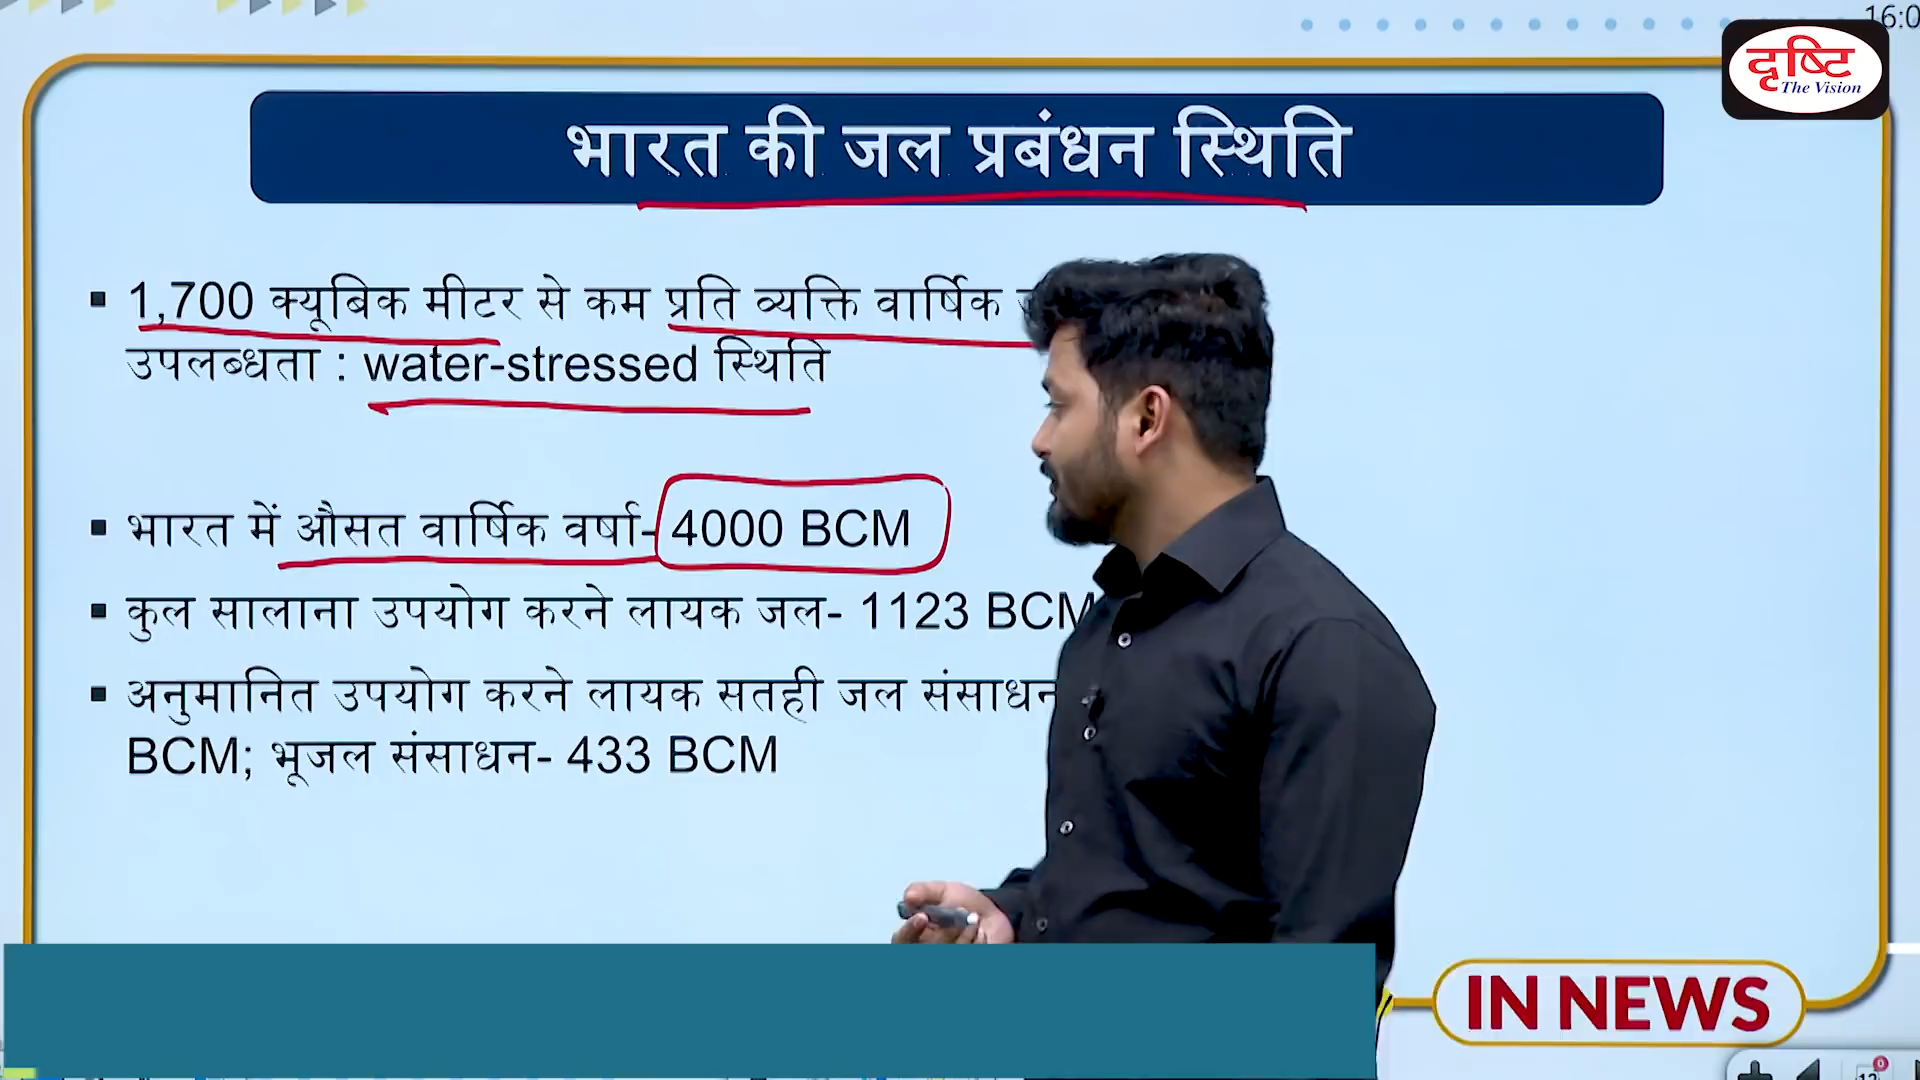 16:0
दृष्टि
The Vision
भारत की जल प्रबंधन स्थिति
▪ 1,700 क्यूबिक मीटर से कम प्रति व्यक्ति वार्षिक
उपलब्धता : water-stressed स्थिति
▪ भारत में औसत वार्षिक वर्षा- 4000 BCM
▪ कुल सालाना उपयोग करने लायक जल- 1123 BCM
▪ अनुमानित उपयोग करने लायक सतही जल संसाधन
BCM; भूजल संसाधन- 433 BCM
IN NEWS